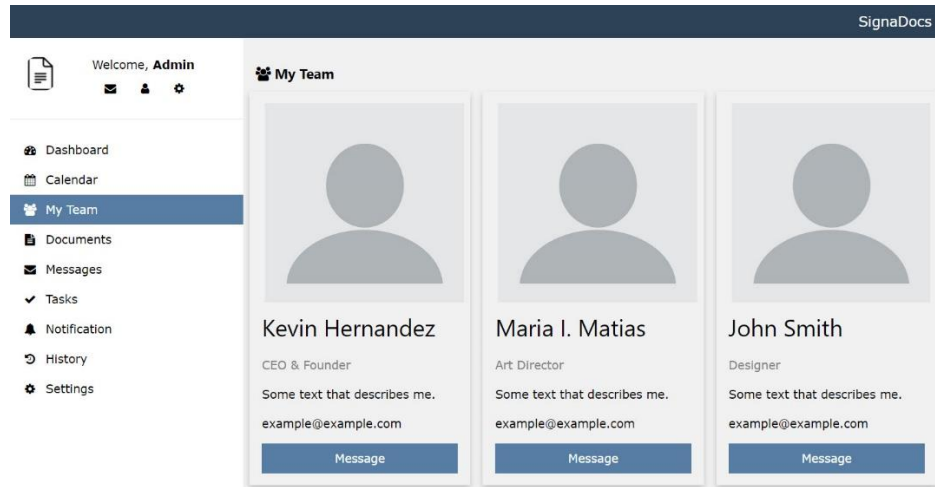 SignaDocs
Welcome, Admin
Dashboard
Calendar
My Team
Documents
Messages
Tasks
Notification
History
Settings
My Team
Kevin Hernandez
CEO & Founder
Some text that describes me.
example@example.com
Message
Maria I. Matias
Art Director
Some text that describes me.
example@example.com
Message
John Smith
Designer
Some text that describes me.
example@example.com
Message